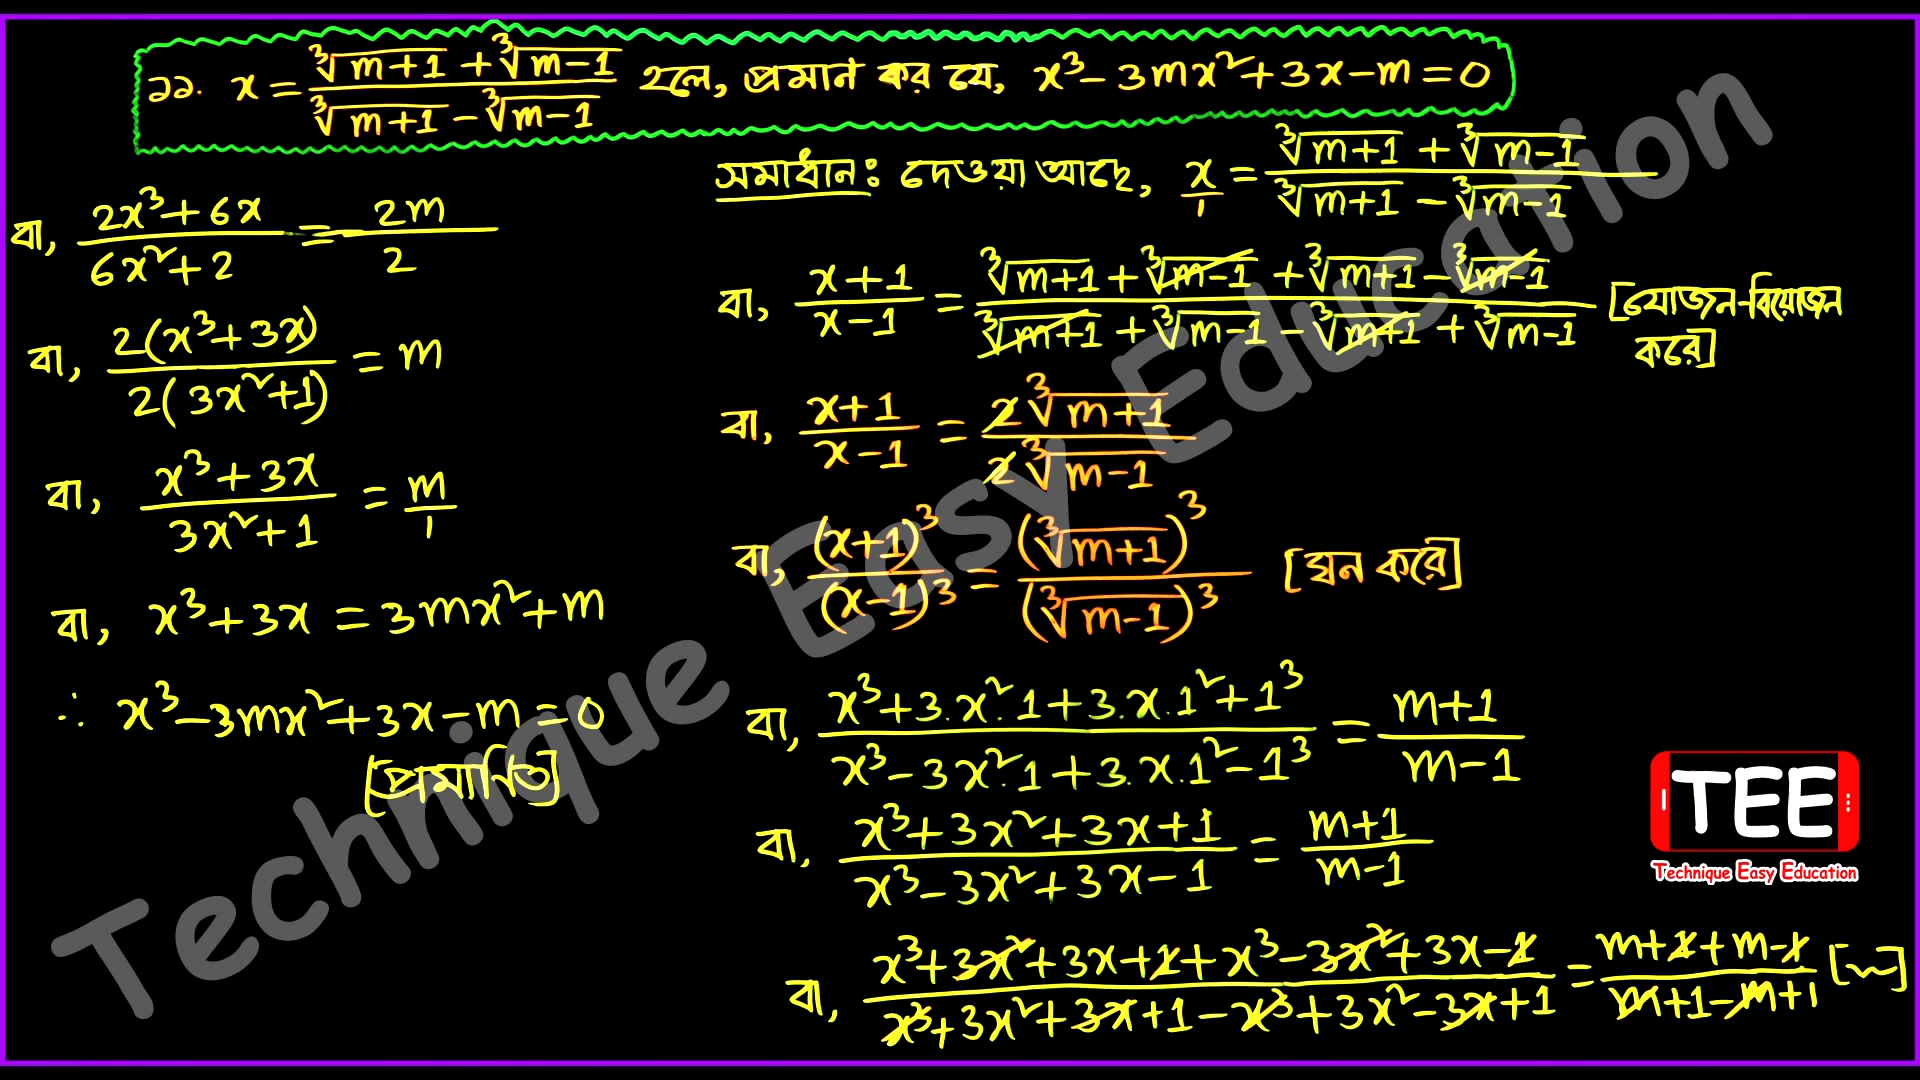 ১১. x = (∛(m+1) + ∛(m-1))/(∛(m+1) - ∛(m-1)) হলে, প্রমান কর যে, x³ - 3mx² + 3x - m = 0
সমাধান: দেওয়া আছে, x/1 = (∛(m+1) + ∛(m-1))/(∛(m+1) - ∛(m-1))
বা, (x+1)/(x-1) = (∛(m+1) + ∛(m-1) + ∛(m+1) - ∛(m-1))/(∛(m+1) + ∛(m-1) - ∛(m+1) + ∛(m-1)) [যোজন-বিয়োজন
করে]
বা, (x+1)/(x-1) = 2∛(m+1)/2∛(m-1)
বা, (x+1)³/(x-1)³ = (∛(m+1))³/(∛(m-1))³ [ঘন করে]
বা, (x³+3.x².1+3.x.1²+1³)/(x³-3x².1+3.x.1²-1³) = (m+1)/(m-1)
বা, (x³+3x²+3x+1)/(x³-3x²+3x-1) = (m+1)/(m-1)
বা, (x³+3x²+3x+1+x³-3x²+3x-1)/(x³+3x²+3x+1-x³+3x²-3x+1) = (m+1+m-1)/(m+1-m+1) [~]
বা, (2x³+6x)/(6x²+2) = 2m/2
বা, 2(x³+3x)/2(3x²+1) = m
বা, (x³+3x)/(3x²+1) = m/1
বা, x³+3x = 3mx²+m
∴ x³-3mx²+3x-m=0
[প্রমানিত]
TEE
Technique Easy Education
Technique Easy Education